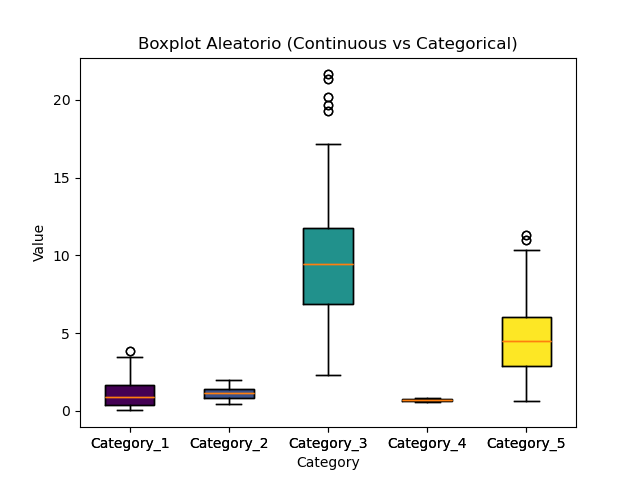 Boxplot Aleatorio (Continuous vs Categorical)
20
15
10
5
0
Value
Category_1 Category_2 Category_3 Category_4 Category_5
Category